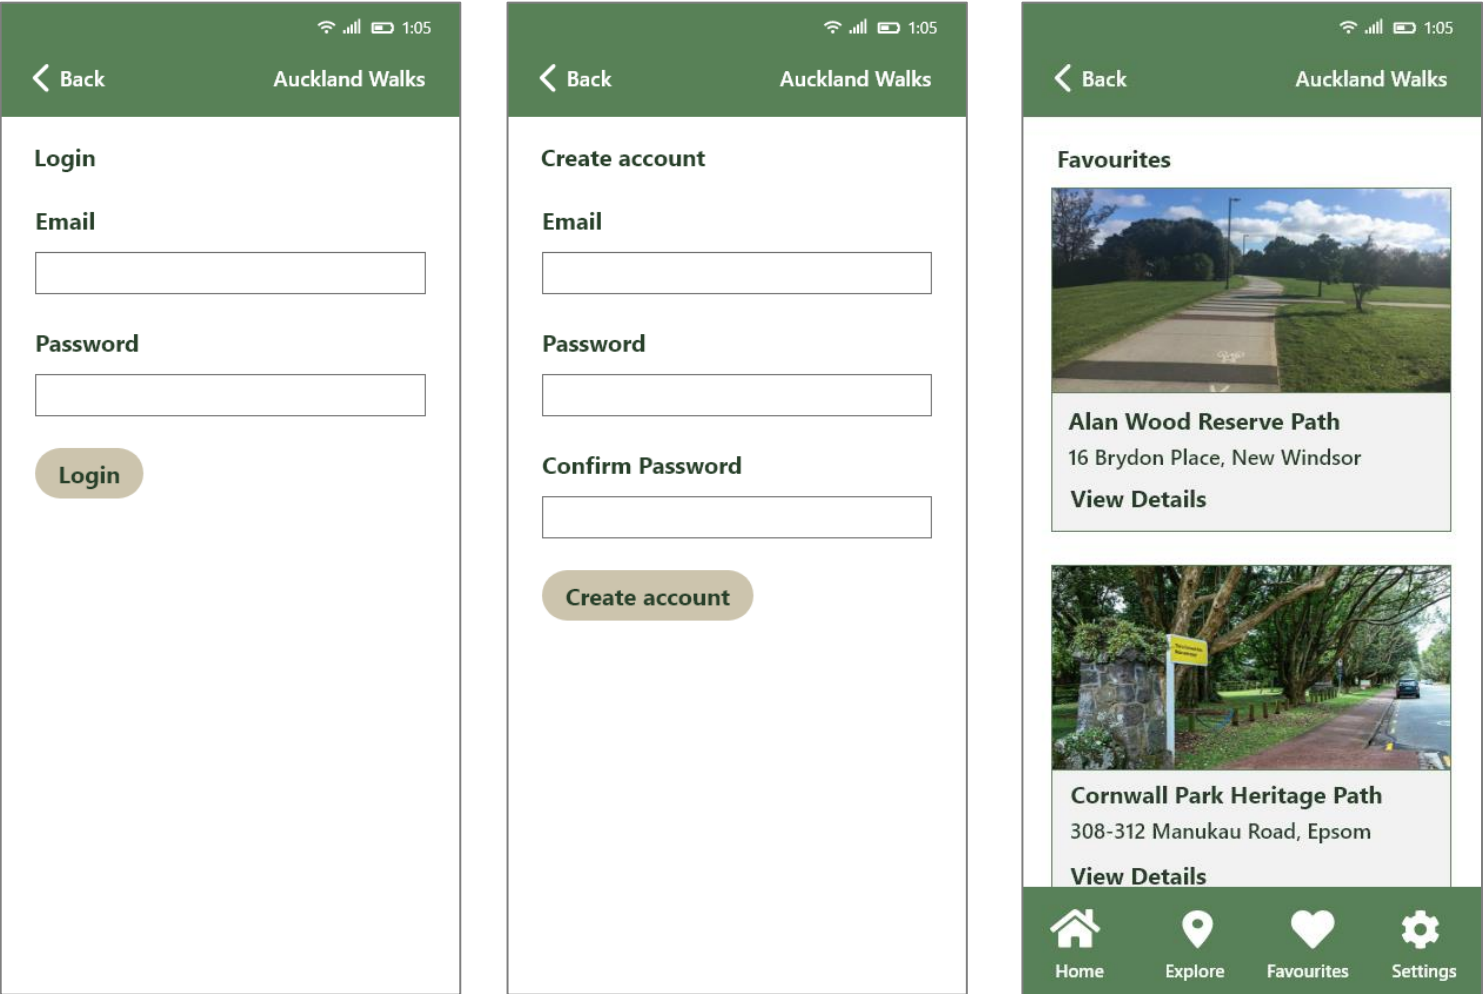 1:05
Back
Auckland Walks
Login
Email
Password
Login
1:05
Back
Auckland Walks
Create account
Email
Password
Confirm Password
Create account
1:05
Back
Auckland Walks
Favourites
Alan Wood Reserve Path
16 Brydon Place, New Windsor
View Details
Cornwall Park Heritage Path
308-312 Manukau Road, Epsom
View Details
Home Explore Favourites Settings